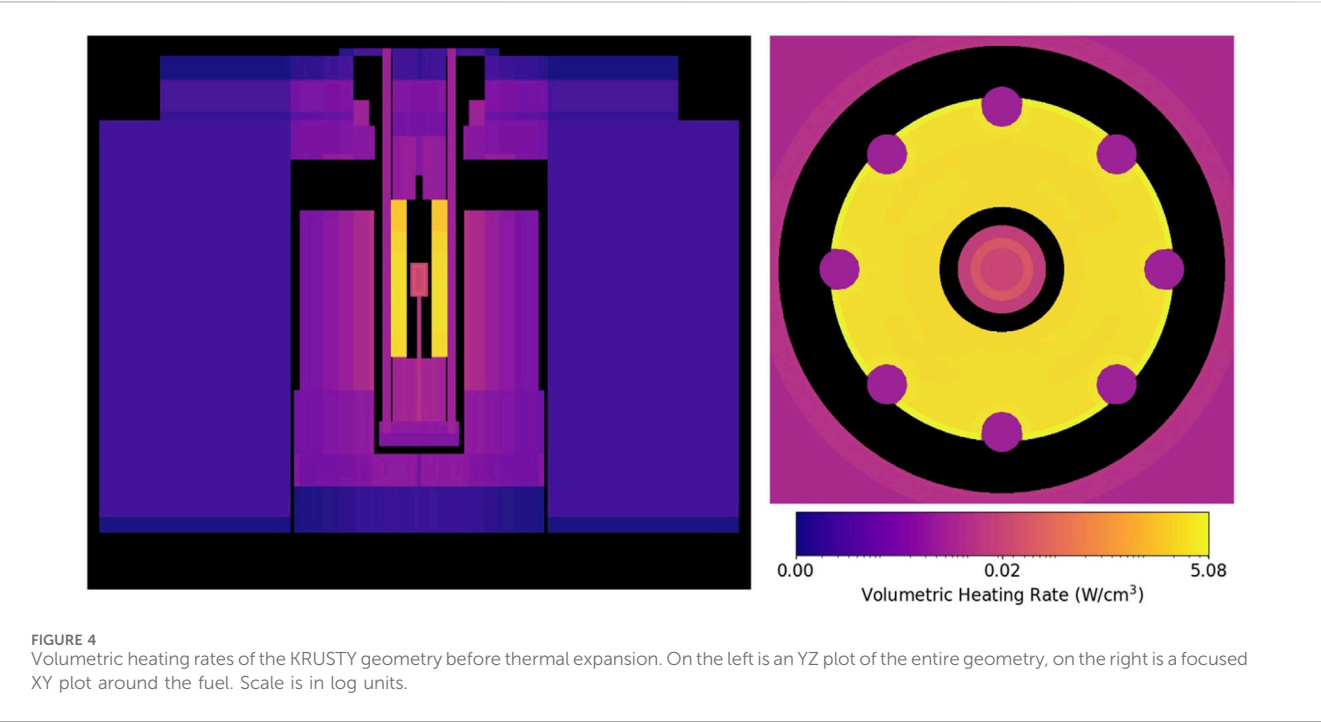 0.00 0.02 5.08
Volumetric Heating Rate (W/cm³)
FIGURE 4
Volumetric heating rates of the KRUSTY geometry before thermal expansion. On the left is an YZ plot of the entire geometry, on the right is a focused
XY plot around the fuel. Scale is in log units.